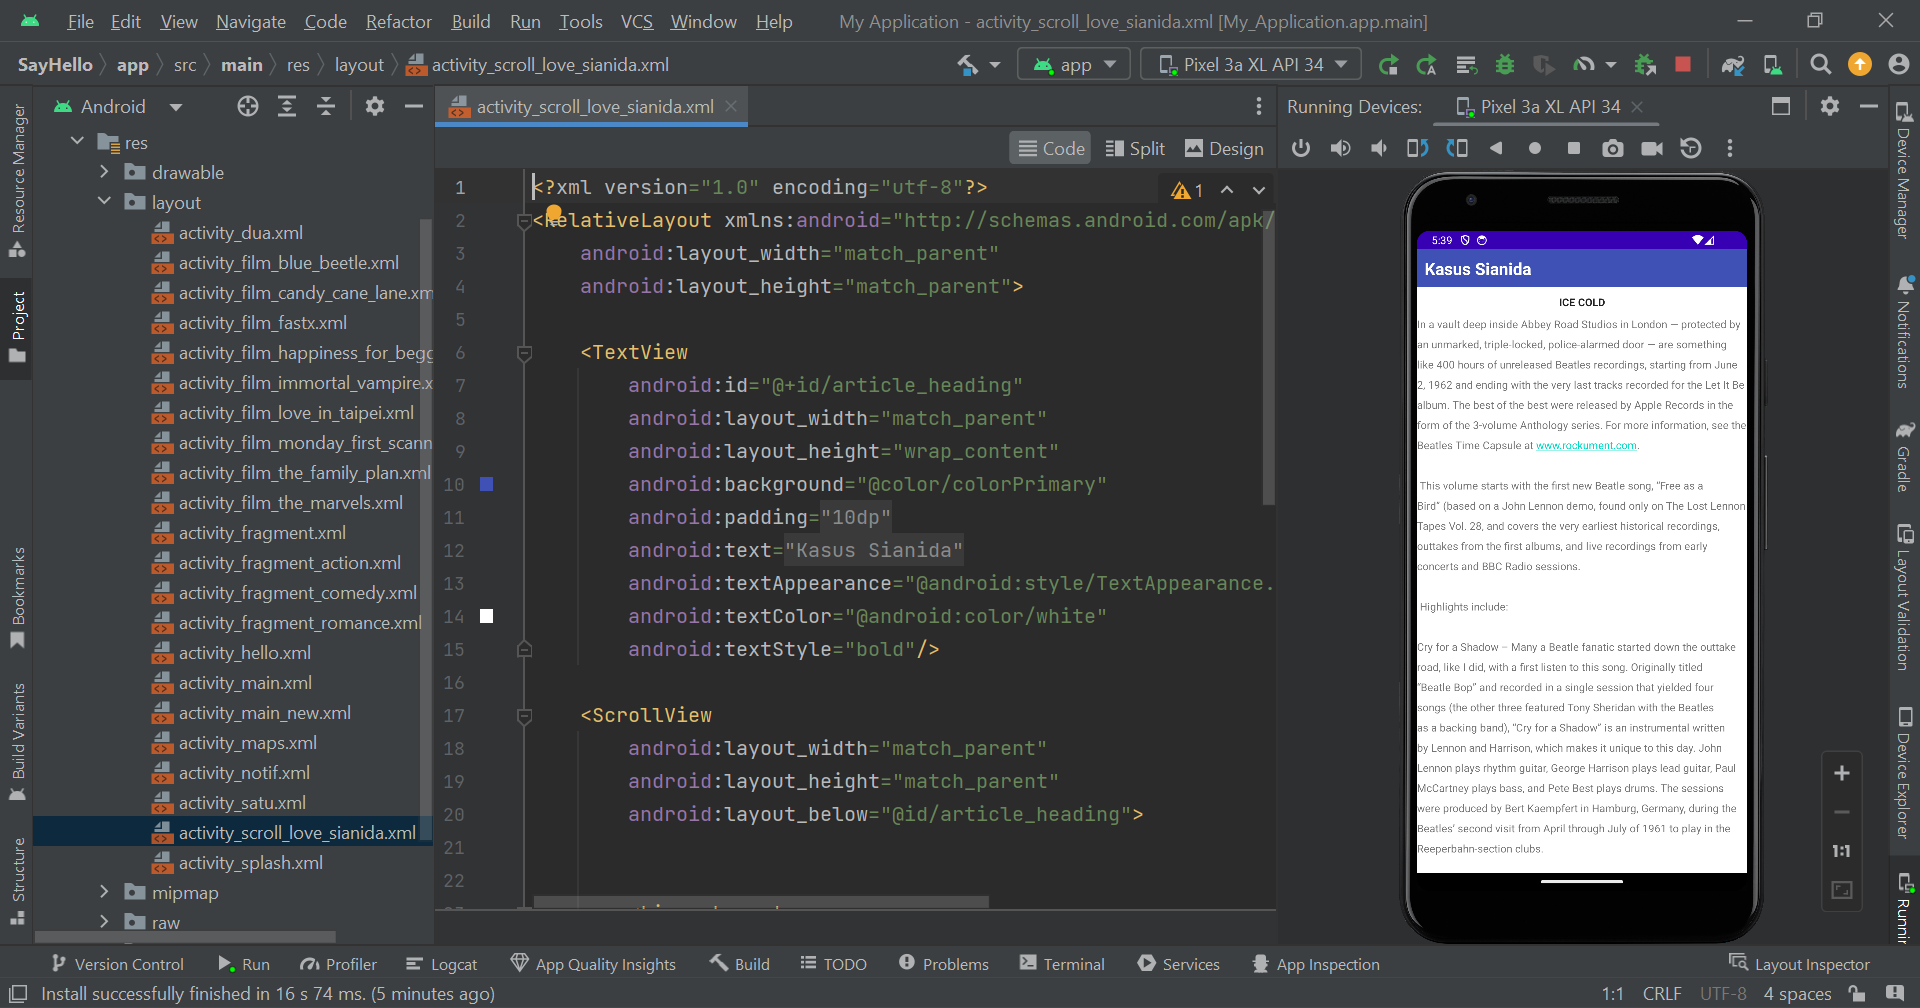 File Edit View Navigate Code Refactor Build Run Tools VCS Window Help My Application - activity_scroll_love_sianida.xml [My_Application.app.main]
SayHello app src main res layout activity_scroll_love_sianida.xml app Pixel 3a XL API 34
Android
res
drawable
layout
activity_dua.xml
activity_film_blue_beetle.xml
activity_film_candy_cane_lane.xm
activity_film_fastx.xml
activity_film_happiness_for_begg
activity_film_immortal_vampire.x
activity_film_love_in_taipei.xml
activity_film_monday_first_scann
activity_film_the_family_plan.xml
activity_film_the_marvels.xml
activity_fragment.xml
activity_fragment_action.xml
activity_fragment_comedy.xml
activity_fragment_romance.xml
activity_hello.xml
activity_main.xml
activity_main_new.xml
activity_maps.xml
activity_notif.xml
activity_satu.xml
activity_scroll_love_sianida.xml
activity_splash.xml
mipmap
raw
Resource Manager
Project
Bookmarks
Build Variants
Structure
activity_scroll_love_sianida.xml
Code Split Design
1
1 <?xml version="1.0" encoding="utf-8"?>
2 <RelativeLayout xmlns:android="http://schemas.android.com/apk/
3 android:layout_width="match_parent"
4 android:layout_height="match_parent">
5
6 <TextView
7 android:id="@+id/article_heading"
8 android:layout_width="match_parent"
9 android:layout_height="wrap_content"
10 android:background="@color/colorPrimary"
11 android:padding="10dp"
12 android:text="Kasus Sianida"
13 android:textAppearance="@android:style/TextAppearance.
14 android:textColor="@android:color/white"
15 android:textStyle="bold"/>
16
17 <ScrollView
18 android:layout_width="match_parent"
19 android:layout_height="match_parent"
20 android:layout_below="@id/article_heading">
21
22
Running Devices: Pixel 3a XL API 34
5:39
Kasus Sianida
ICE COLD
In a vault deep inside Abbey Road Studios in London — protected by
an unmarked, triple-locked, police-alarmed door — are something
like 400 hours of unreleased Beatles recordings, starting from June
2, 1962 and ending with the very last tracks recorded for the Let It Be
album. The best of the best were released by Apple Records in the
form of the 3-volume Anthology series. For more information, see the
Beatles Time Capsule at www.rockument.com.
This volume starts with the first new Beatle song, “Free as a
Bird” (based on a John Lennon demo, found only on The Lost Lennon
Tapes Vol. 28, and covers the very earliest historical recordings,
outtakes from the first albums, and live recordings from early
concerts and BBC Radio sessions.
Highlights include:
Cry for a Shadow – Many a Beatle fanatic started down the outtake
road, like I did, with a first listen to this song. Originally titled
“Beatle Bop” and recorded in a single session that yielded four
songs (the other three featured Tony Sheridan with the Beatles
as a backing band), “Cry for a Shadow” is an instrumental written
by Lennon and Harrison, which makes it unique to this day. John
Lennon plays rhythm guitar, George Harrison plays lead guitar, Paul
McCartney plays bass, and Pete Best plays drums. The sessions
were produced by Bert Kaempfert in Hamburg, Germany, during the
Beatles’ second visit from April through July of 1961 to play in the
Reeperbahn-section clubs.
1:1
Device Manager
Notifications
Gradle
Layout Validation
Device Explorer
Runnin
Version Control Run Profiler Logcat App Quality Insights Build TODO Problems Terminal Services App Inspection Layout Inspector
Install successfully finished in 16 s 74 ms. (5 minutes ago) 1:1 CRLF UTF-8 4 spaces